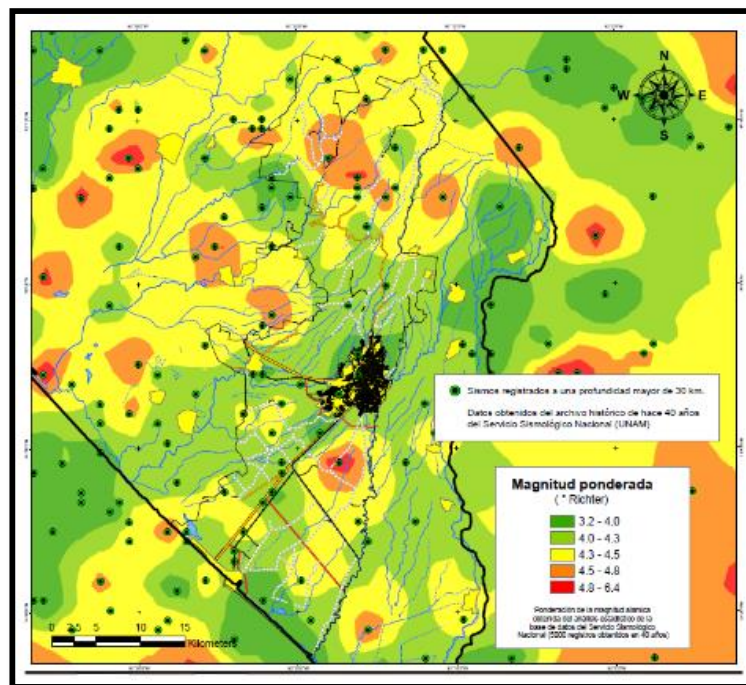 N
W E
S
Sismos registrados a una profundidad mayor de 30 km.
Datos obtenidos del archivo histórico de hace 40 años
del Servicio Sismológico Nacional (UNAM)
Magnitud ponderada
( ° Richter)
3.2 - 4.0
4.0 - 4.3
4.3 - 4.5
4.5 - 4.8
4.8 - 6.4
Ponderación de la magnitud sísmica
obtenida del análisis estadístico de la
base de datos del Servicio Sismológico
Nacional (5000 registros obtenidos en 40 años)
0 2.5 5 10 15
Kilometers